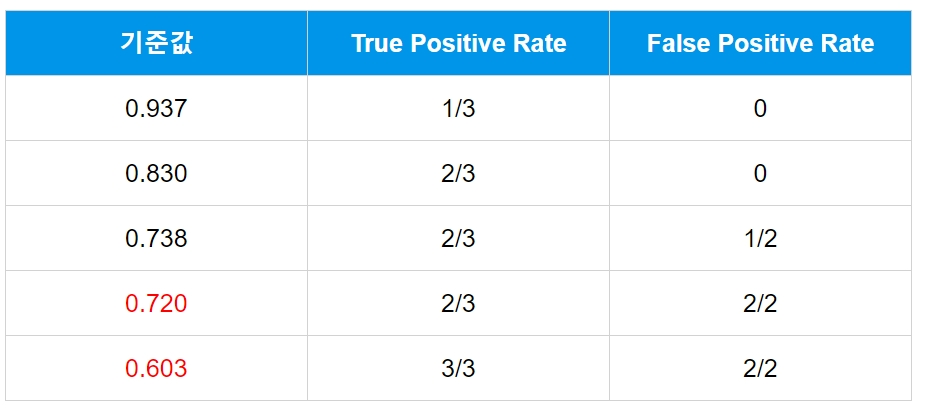 기준값 True Positive Rate False Positive Rate
0.937 1/3 0
0.830 2/3 0
0.738 2/3 1/2
0.720 2/3 2/2
0.603 3/3 2/2